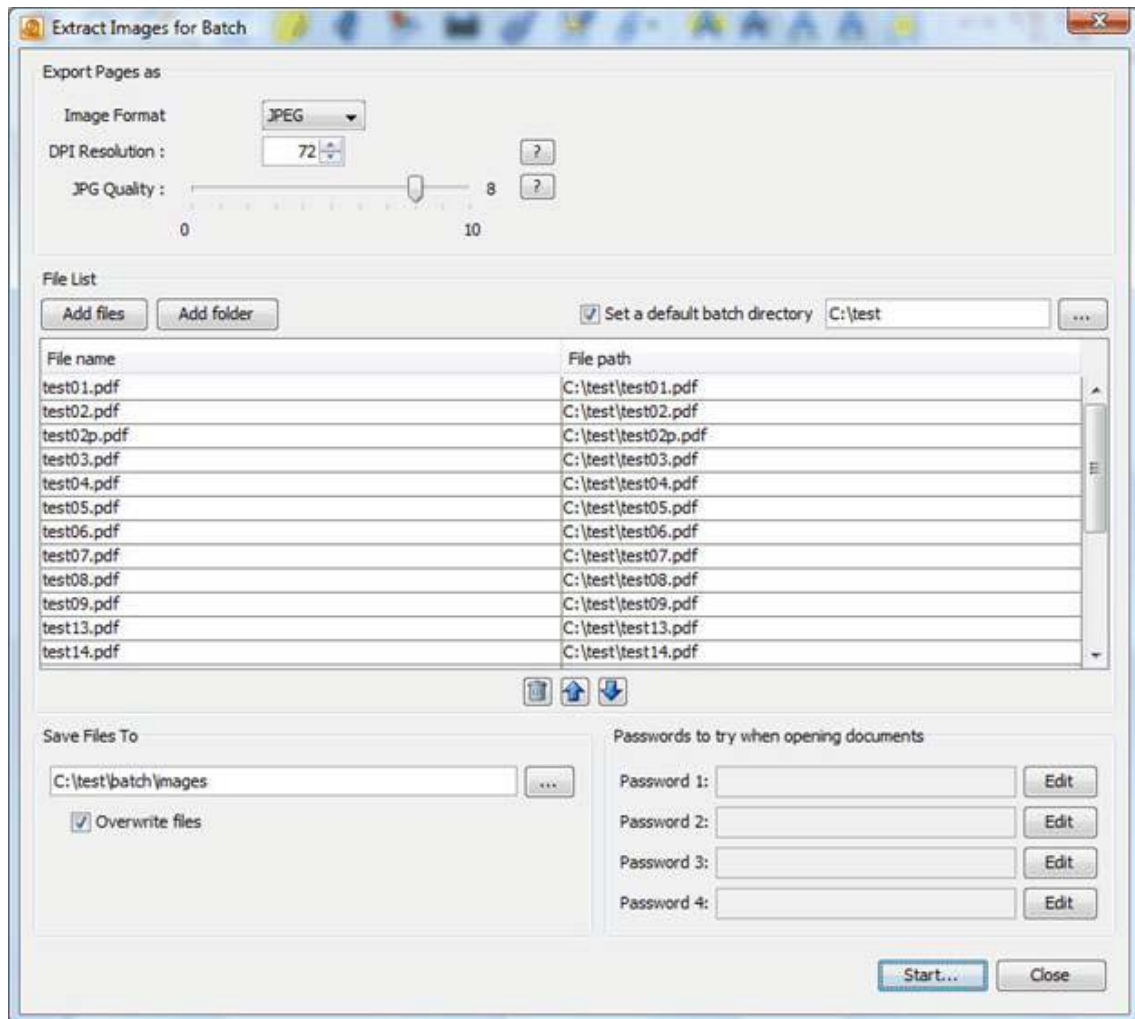 Extract Images for Batch
Export Pages as
Image Format JPEG
DPI Resolution : 72 ?
JPG Quality : 8 ?
0 10
File List
Add files Add folder Set a default batch directory C:\test ...
File name File path
test01.pdf C:\test\test01.pdf
test02.pdf C:\test\test02.pdf
test02p.pdf C:\test\test02p.pdf
test03.pdf C:\test\test03.pdf
test04.pdf C:\test\test04.pdf
test05.pdf C:\test\test05.pdf
test06.pdf C:\test\test06.pdf
test07.pdf C:\test\test07.pdf
test08.pdf C:\test\test08.pdf
test09.pdf C:\test\test09.pdf
test13.pdf C:\test\test13.pdf
test14.pdf C:\test\test14.pdf
Save Files To Passwords to try when opening documents
C:\test\batch\images ... Password 1: Edit
Overwrite files Password 2: Edit
Password 3: Edit
Password 4: Edit
Start... Close